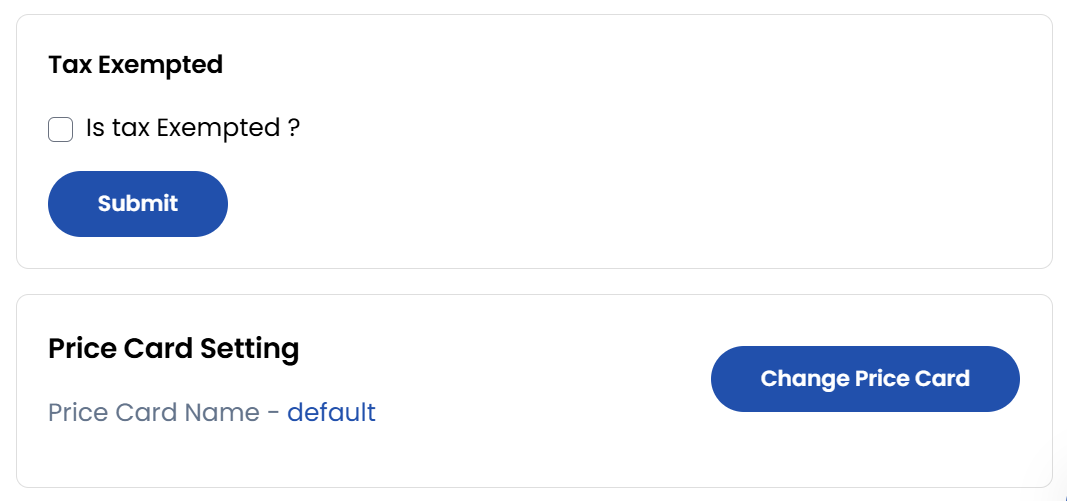 Tax Exempted
Is tax Exempted ?
Submit
Price Card Setting
Change Price Card
Price Card Name - default